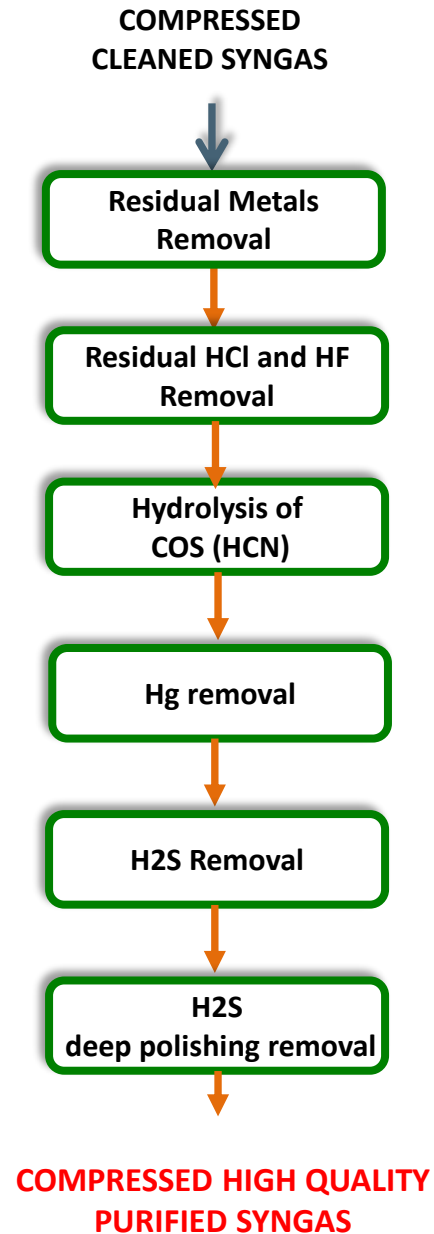 COMPRESSED
CLEANED SYNGAS
Residual Metals
Removal
Residual HCl and HF
Removal
Hydrolysis of
COS (HCN)
Hg removal
H2S Removal
H2S
deep polishing removal
COMPRESSED HIGH QUALITY
PURIFIED SYNGAS